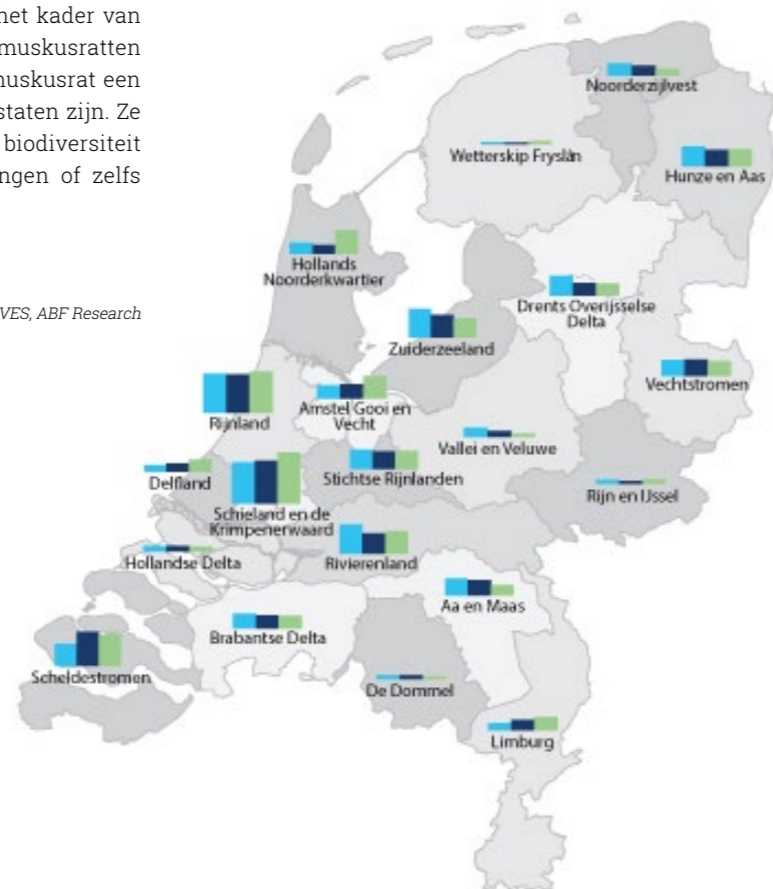 het kader van
muskusratten
muskusrat een
staten zijn. Ze
biodiversiteit
ngen of zelfs
VES, ABF Research
Noorderzijlvest
Wetterskip Fryslân
Hunze en Aas
Hollands
Noorderkwartier
Drents Overijsselse
Delta
Zuiderzeeland
Vechtstromen
Rijnland
Amstel Gooi en
Vecht
Vallei en Veluwe
Delfland
Stichtse Rijnlanden
Rijn en IJssel
Schieland en de
Krimpenerwaard
Hollandse Delta
Rivierenland
Aa en Maas
Brabantse Delta
Scheldestromen
De Dommel
Limburg